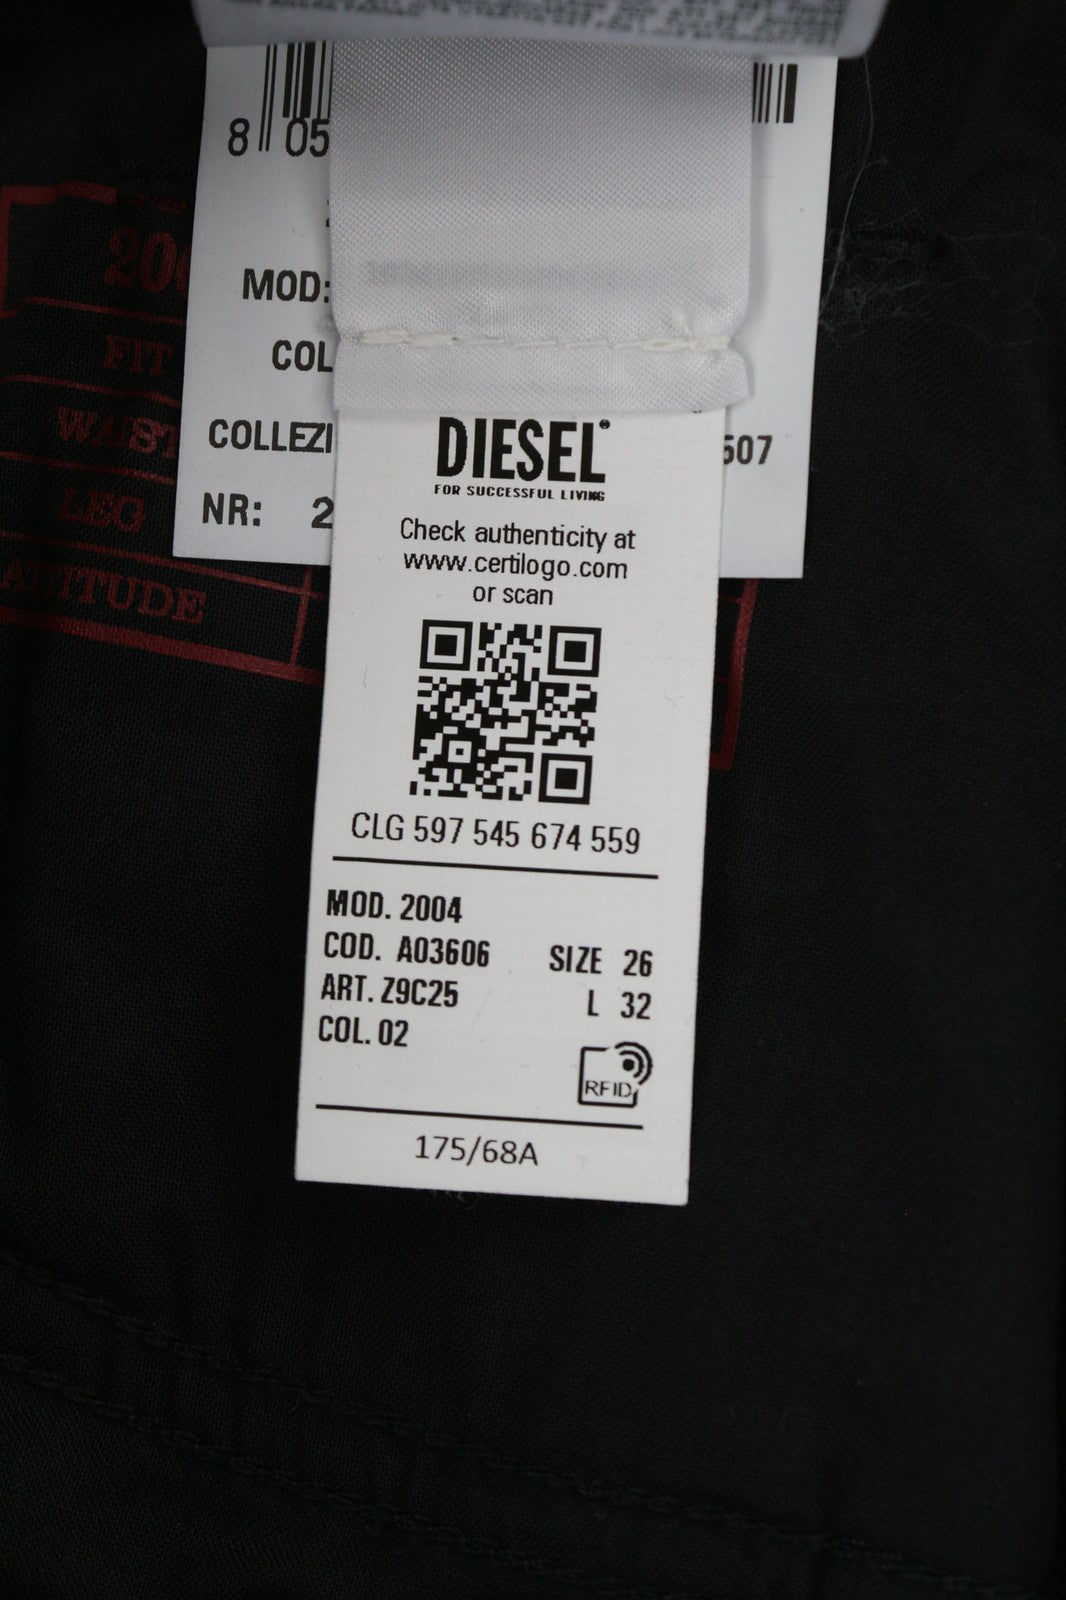 8 05
MOD:
COL
COLLEZI 507
NR: 2
FIT
WAIST
LEG
ATTITUDE
DIESEL®
FOR SUCCESSFUL LIVING
Check authenticity at
www.certilogo.com
or scan
CLG 597 545 674 559
MOD. 2004
COD. A03606 SIZE 26
ART. Z9C25 L 32
COL. 02
RFID
175/68A